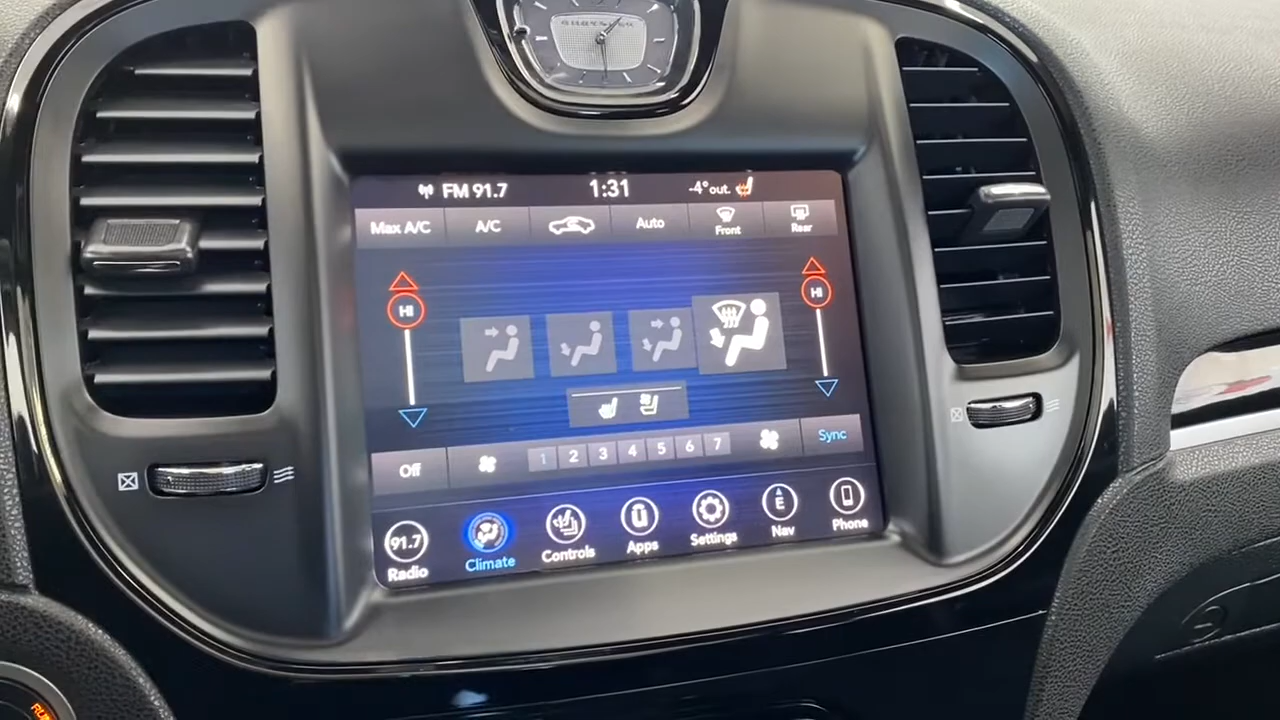 FM 91.7 1:31 -4°out.
Max A/C A/C Auto Front Rear
HI HI
Off 1 2 3 4 5 6 7 Sync
91.7 E
Radio Climate Controls Apps Settings Nav Phone
RUN